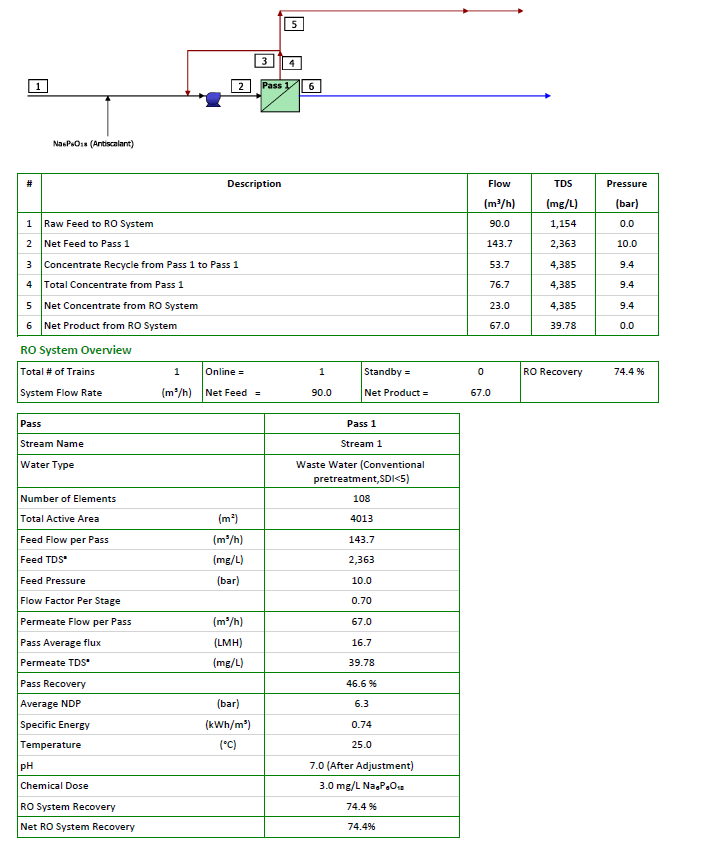 5
3
4
1
2
Pass 1
6
Na₆P₆O₁₈ (Antiscalant)
# Description Flow TDS Pressure
(m³/h) (mg/L) (bar)
1 Raw Feed to RO System 90.0 1,154 0.0
2 Net Feed to Pass 1 143.7 2,363 10.0
3 Concentrate Recycle from Pass 1 to Pass 1 53.7 4,385 9.4
4 Total Concentrate from Pass 1 76.7 4,385 9.4
5 Net Concentrate from RO System 23.0 4,385 9.4
6 Net Product from RO System 67.0 39.78 0.0
RO System Overview
Total # of Trains 1 Online = 1 Standby = 0 RO Recovery 74.4 %
System Flow Rate (m³/h) Net Feed = 90.0 Net Product = 67.0
Pass Pass 1
Stream Name Stream 1
Water Type Waste Water (Conventional
pretreatment,SDI<5)
Number of Elements 108
Total Active Area (m²) 4013
Feed Flow per Pass (m³/h) 143.7
Feed TDSª (mg/L) 2,363
Feed Pressure (bar) 10.0
Flow Factor Per Stage 0.70
Permeate Flow per Pass (m³/h) 67.0
Pass Average flux (LMH) 16.7
Permeate TDSª (mg/L) 39.78
Pass Recovery 46.6 %
Average NDP (bar) 6.3
Specific Energy (kWh/m³) 0.74
Temperature (°C) 25.0
pH 7.0 (After Adjustment)
Chemical Dose 3.0 mg/L Na₆P₆O₁₈
RO System Recovery 74.4 %
Net RO System Recovery 74.4%